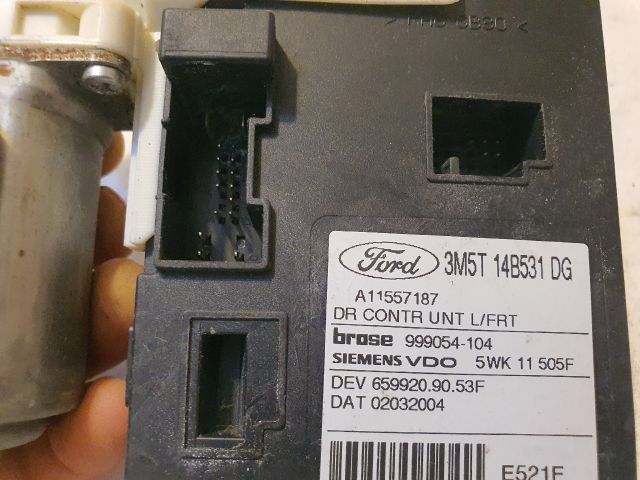 Ford 3M5T 14B531 DG
A11557187
DR CONTR UNT L/FRT
brose 999054-104
SIEMENS VDO 5WK 11 505F
DEV 659920.90.53F
DAT 02032004
E521F